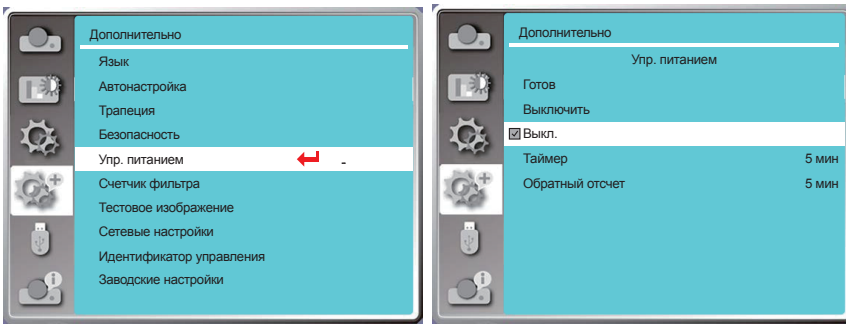 Дополнительно
Язык
Автонастройка
Трапеция
Безопасность
Упр. питанием
Счетчик фильтра
Тестовое изображение
Сетевые настройки
Идентификатор управления
Заводские настройки
Дополнительно
Упр. питанием
Готов
Выключить
Выкл.
Таймер 5 мин
Обратный отсчет 5 мин